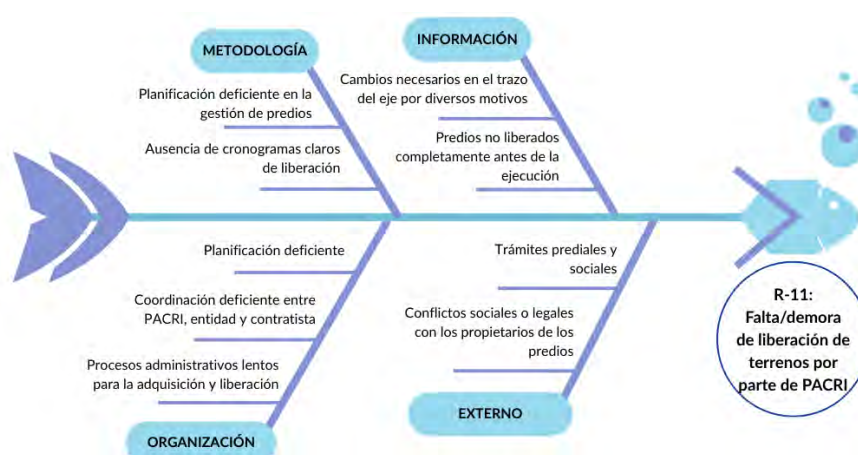 METODOLOGÍA
Planificación deficiente en la
gestión de predios
Ausencia de cronogramas claros
de liberación
INFORMACIÓN
Cambios necesarios en el trazo
del eje por diversos motivos
Predios no liberados
completamente antes de la
ejecución
Planificación deficiente
Coordinación deficiente entre
PACRI, entidad y contratista
Procesos administrativos lentos
para la adquisición y liberación
ORGANIZACIÓN
Trámites prediales y
sociales
Conflictos sociales o legales
con los propietarios de los
predios
EXTERNO
R-11:
Falta/demora
de liberación de
terrenos por
parte de PACRI